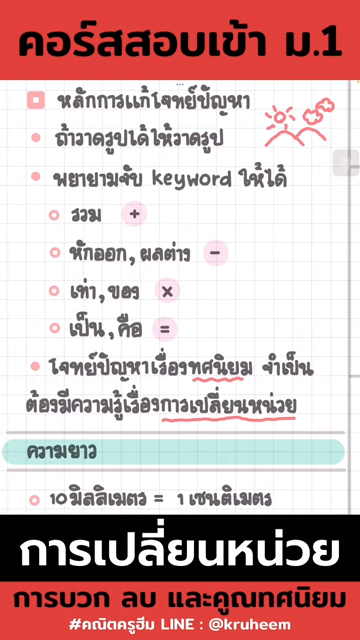 คอร์สสอบเข้า ม.1
หลักการแก้โจทย์ปัญหา
ถ้าวาดรูปได้ให้วาดรูป
พยายามจับ keyword ให้ได้
รวม +
หักออก, ผลต่าง -
เท่า, ของ x
เป็น, คือ =
โจทย์ปัญหาเรื่องทศนิยม จำเป็น
ต้องมีความรู้เรื่องการเปลี่ยนหน่วย
ความยาว
10 มิลลิเมตร = 1 เซนติเมตร
การเปลี่ยนหน่วย
การบวก ลบ และคูณทศนิยม
#คณิตครูฮีม LINE : @kruheem